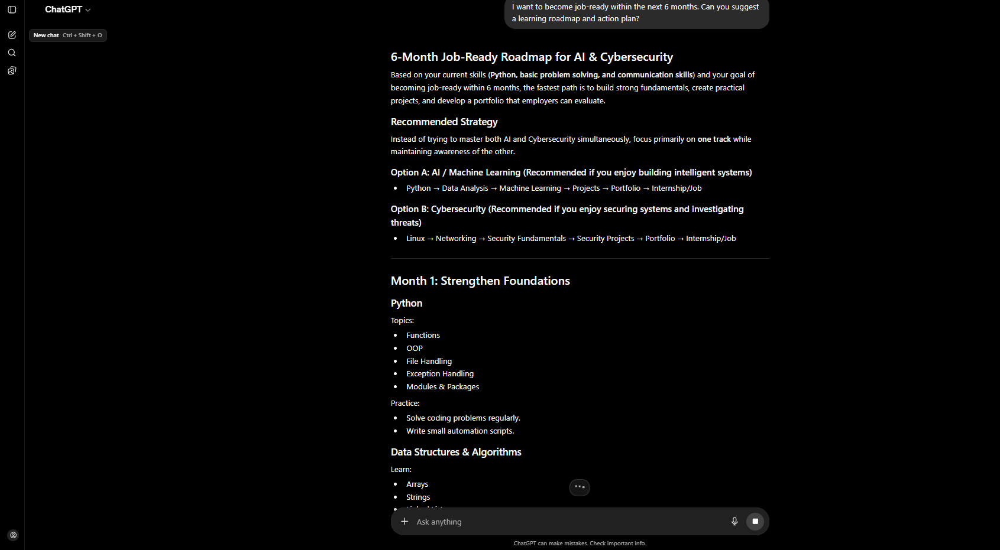 ChatGPT
New chat Ctrl + Shift + O
I want to become job-ready within the next 6 months. Can you suggest
a learning roadmap and action plan?
6-Month Job-Ready Roadmap for AI & Cybersecurity
Based on your current skills (Python, basic problem solving, and communication skills) and your goal of
becoming job-ready within 6 months, the fastest path is to build strong fundamentals, create practical
projects, and develop a portfolio that employers can evaluate.
Recommended Strategy
Instead of trying to master both AI and Cybersecurity simultaneously, focus primarily on one track while
maintaining awareness of the other.
Option A: AI / Machine Learning (Recommended if you enjoy building intelligent systems)
• Python → Data Analysis → Machine Learning → Projects → Portfolio → Internship/Job
Option B: Cybersecurity (Recommended if you enjoy securing systems and investigating
threats)
• Linux → Networking → Security Fundamentals → Security Projects → Portfolio → Internship/Job
Month 1: Strengthen Foundations
Python
Topics:
• Functions
• OOP
• File Handling
• Exception Handling
• Modules & Packages
Practice:
• Solve coding problems regularly.
• Write small automation scripts.
Data Structures & Algorithms
Learn:
• Arrays
• Strings
Ask anything
ChatGPT can make mistakes. Check important info.